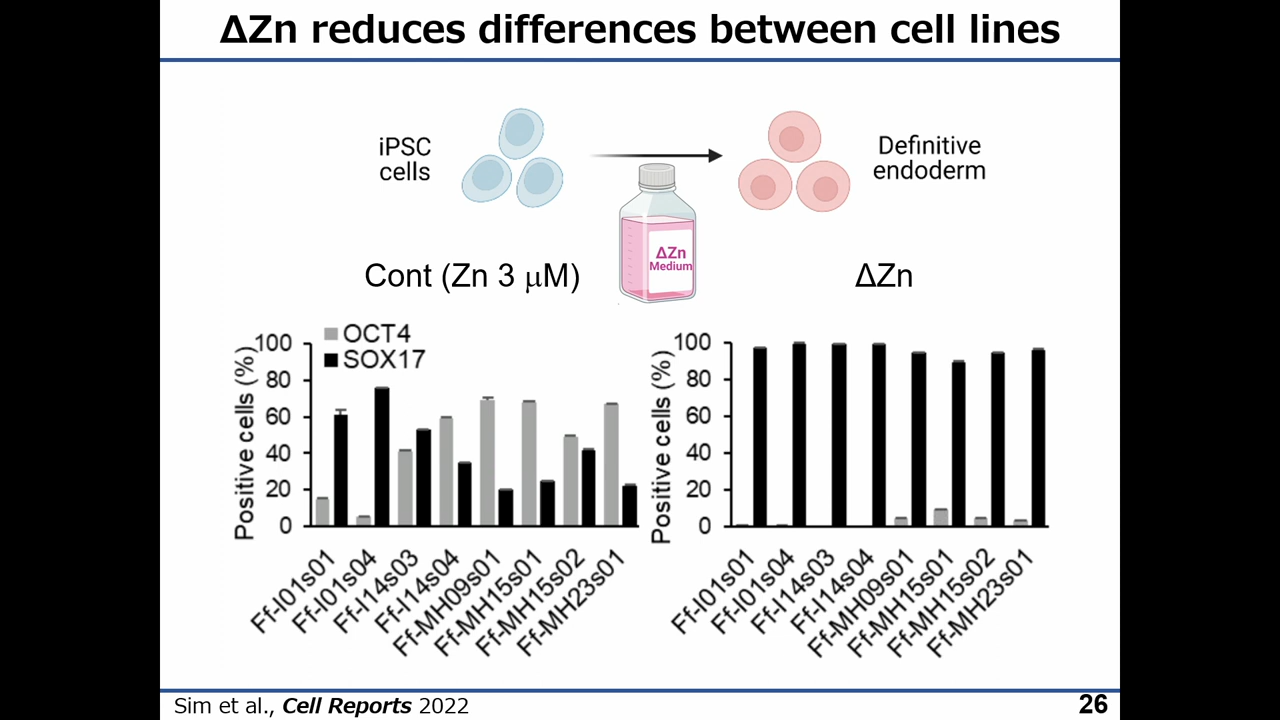 ΔZn reduces differences between cell lines
iPSC
cells
Definitive
endoderm
ΔZn
Medium
Cont (Zn 3 μM)
ΔZn
OCT4
SOX17
Positive cells (%)
100
80
60
40
20
0
Ff-I01s01
Ff-I01s04
Ff-I14s03
Ff-I14s04
Ff-MH09s01
Ff-MH15s01
Ff-MH15s02
Ff-MH23s01
Positive cells (%)
100
80
60
40
20
0
Ff-I01s01
Ff-I01s04
Ff-I14s03
Ff-I14s04
Ff-MH09s01
Ff-MH15s01
Ff-MH15s02
Ff-MH23s01
Sim et al., Cell Reports 2022
26